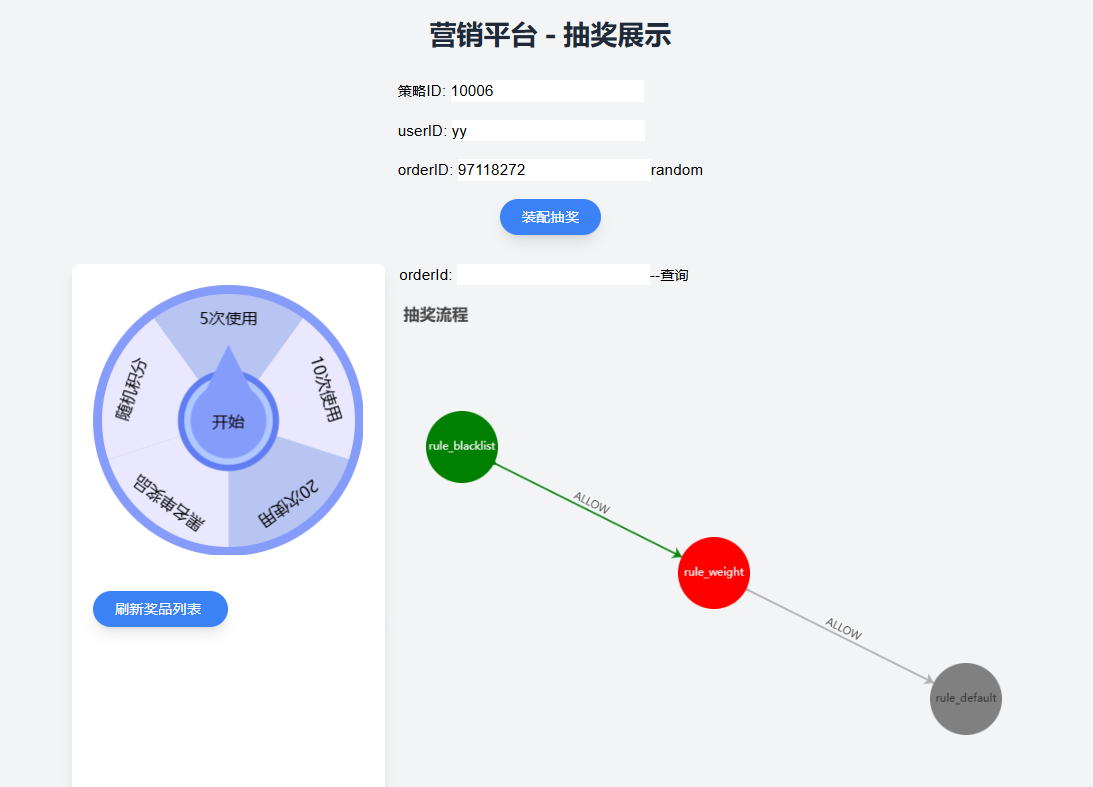 营销平台 - 抽奖展示
策略ID: 10006
userID: yy
orderID: 97118272 random
装配抽奖
orderId: --查询
抽奖流程
5次使用
10次使用
20次使用
黑名单奖品
随机积分
开始
刷新奖品列表
rule_blacklist
ALLOW
rule_weight
ALLOW
rule_default